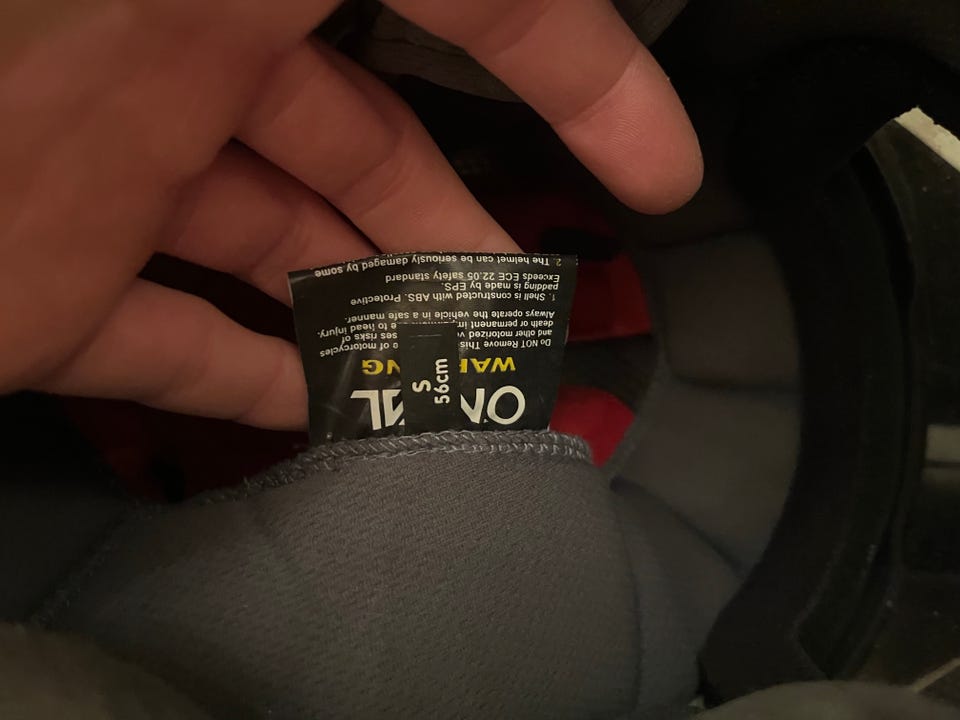 S
56cm
WARNING
Do NOT Remove This of motorcycles
and other motorized risks of
death or permanent to head injury.
Always operate the vehicle in a safe manner.
1. Shell is constructed with ABS. Protective
padding is made by EPS.
Exceeds ECE 22.05 safety standard
2. The helmet can be seriously damaged by some